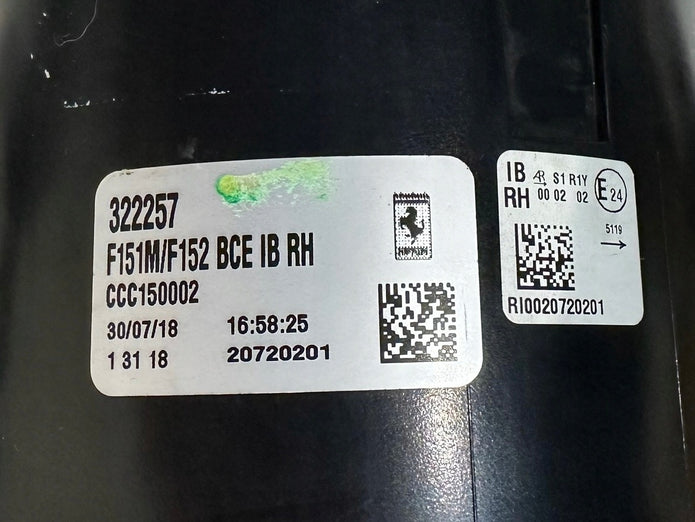 322257
F151M/F152 BCE IB RH
CCC150002
30/07/18 16:58:25
1 31 18 20720201
IB AR S1 R1Y
RH 00 02 02
E 24
5119
RI0020720201